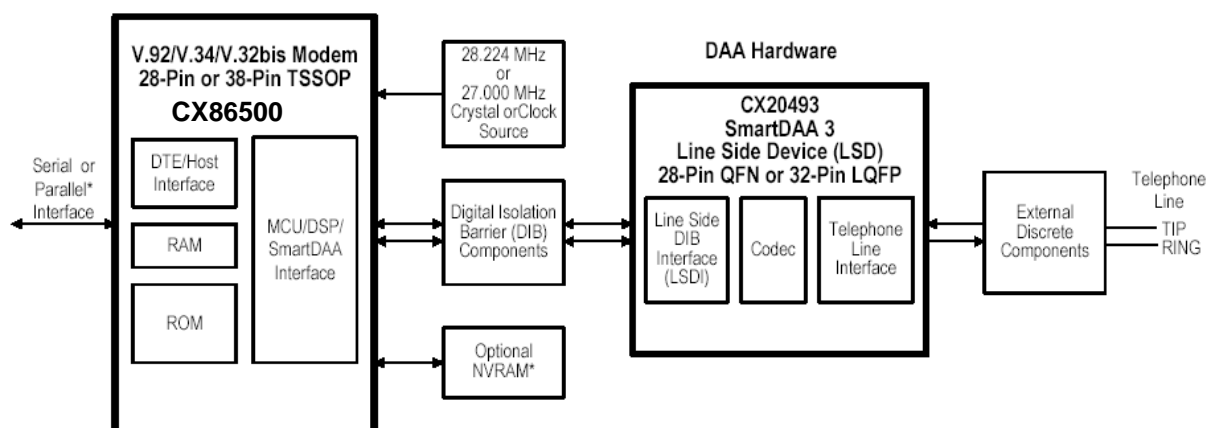 V.92/V.34/V.32bis Modem
28-Pin or 38-Pin TSSOP
CX86500
Serial or
Parallel*
Interface
DTE/Host
Interface
RAM
ROM
MCU/DSP/
SmartDAA
Interface
28.224 MHz
or
27.000 MHz
Crystal orClock
Source
Digital Isolation
Barrier (DIB)
Components
Optional
NVRAM*
DAA Hardware
CX20493
SmartDAA 3
Line Side Device (LSD)
28-Pin QFN or 32-Pin LQFP
Line Side
DIB
Interface
(LSDI)
Codec
Telephone
Line
Interface
External
Discrete
Components
Telephone
Line
TIP
RING